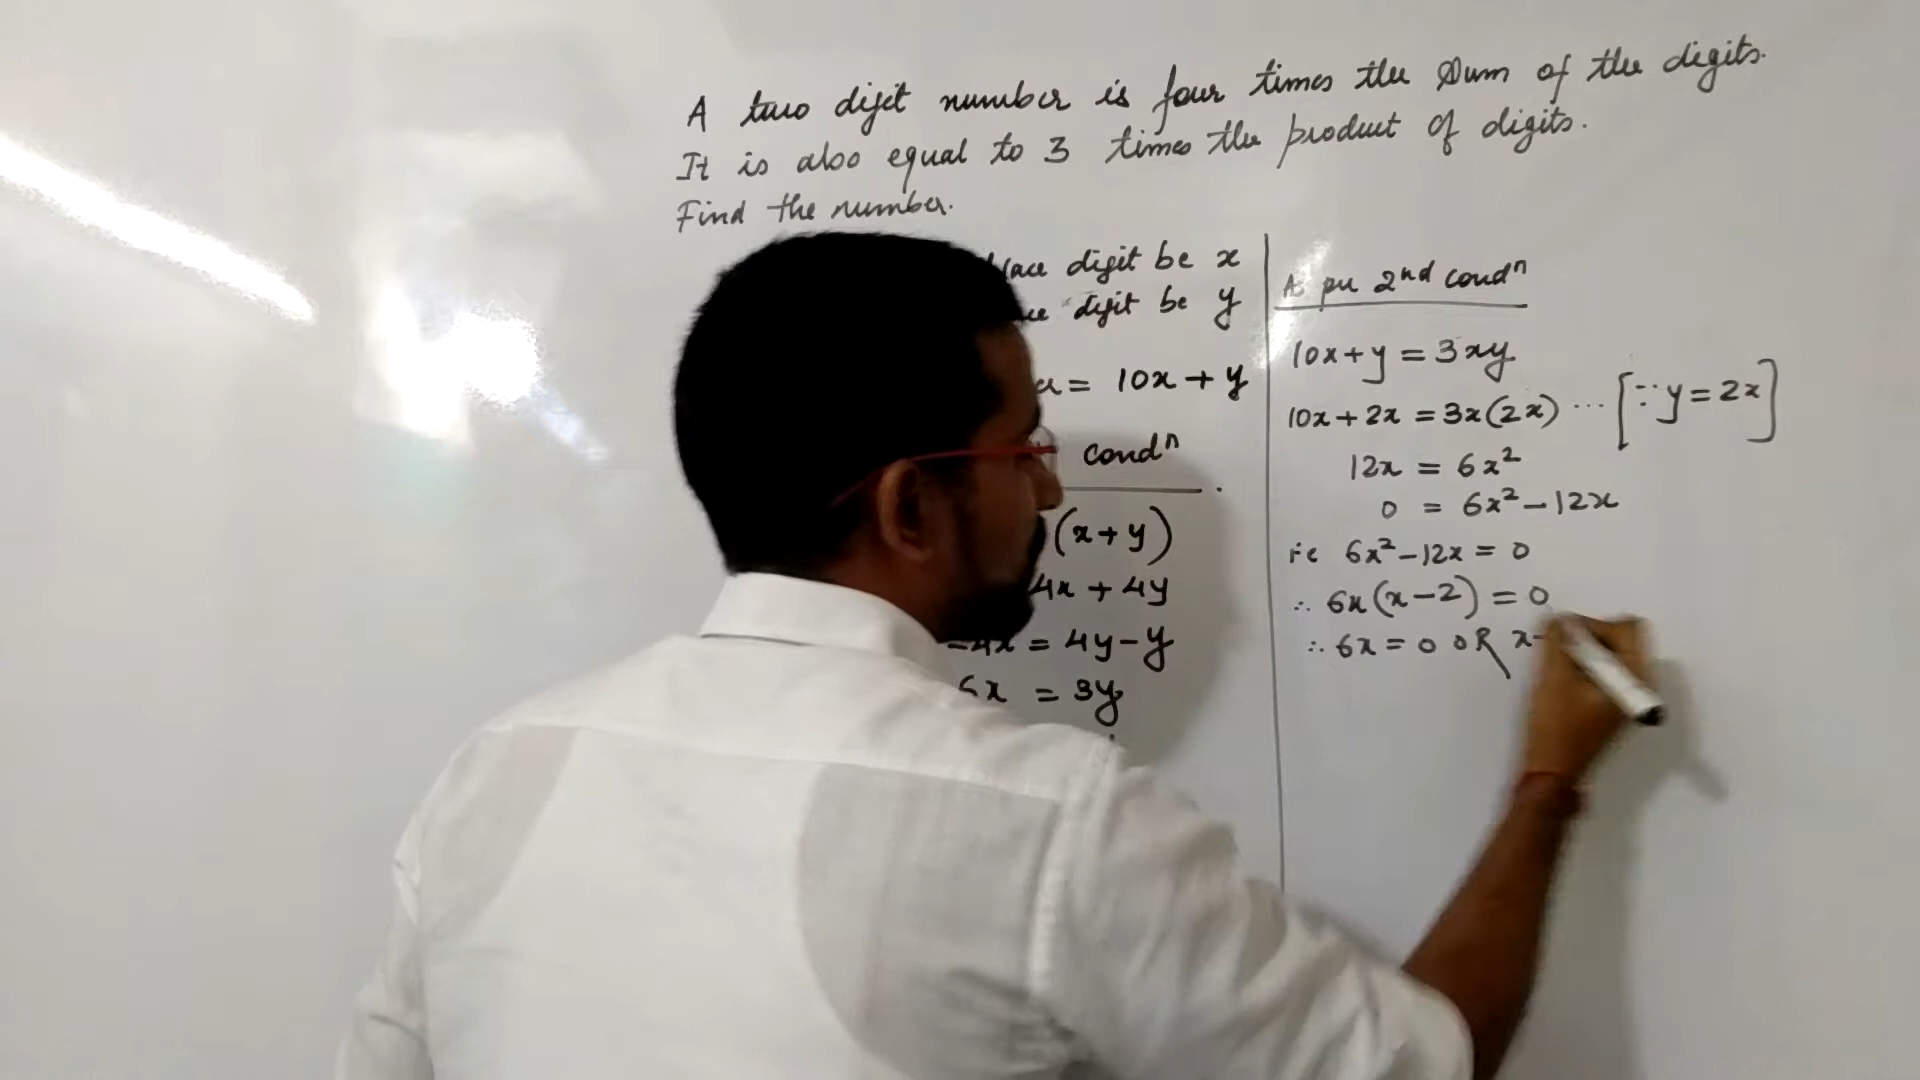 A two digit number is four times the Sum of the digits.
It is also equal to 3 times the product of digits.
Find the number.
digit be x
digit be y
= 10x + y
condⁿ
(x+y)
4x + 4y
-4x = 4y-y
6x = 3y
As per 2nd condⁿ
10x+y = 3xy
10x+2x = 3x(2x) ... [∵ y = 2x]
12x = 6x²
0 = 6x²-12x
i.e 6x²-12x = 0
∴ 6x(x-2) = 0
∴ 6x = 0 OR x-